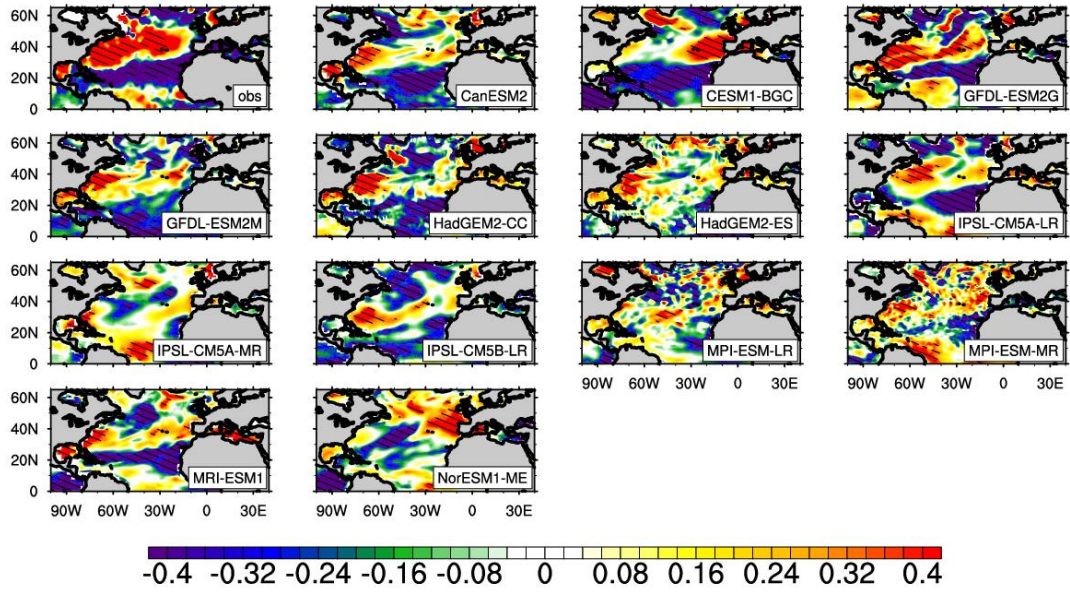 60N
40N
20N
0
obs
CanESM2
CESM1-BGC
GFDL-ESM2G
60N
40N
20N
0
GFDL-ESM2M
HadGEM2-CC
HadGEM2-ES
IPSL-CM5A-LR
60N
40N
20N
0
IPSL-CM5A-MR
IPSL-CM5B-LR
MPI-ESM-LR
MPI-ESM-MR
90W 60W 30W 0 30E 90W 60W 30W 0 30E
60N
40N
20N
0
MRI-ESM1
NorESM1-ME
90W 60W 30W 0 30E 90W 60W 30W 0 30E
-0.4 -0.32 -0.24 -0.16 -0.08 0 0.08 0.16 0.24 0.32 0.4